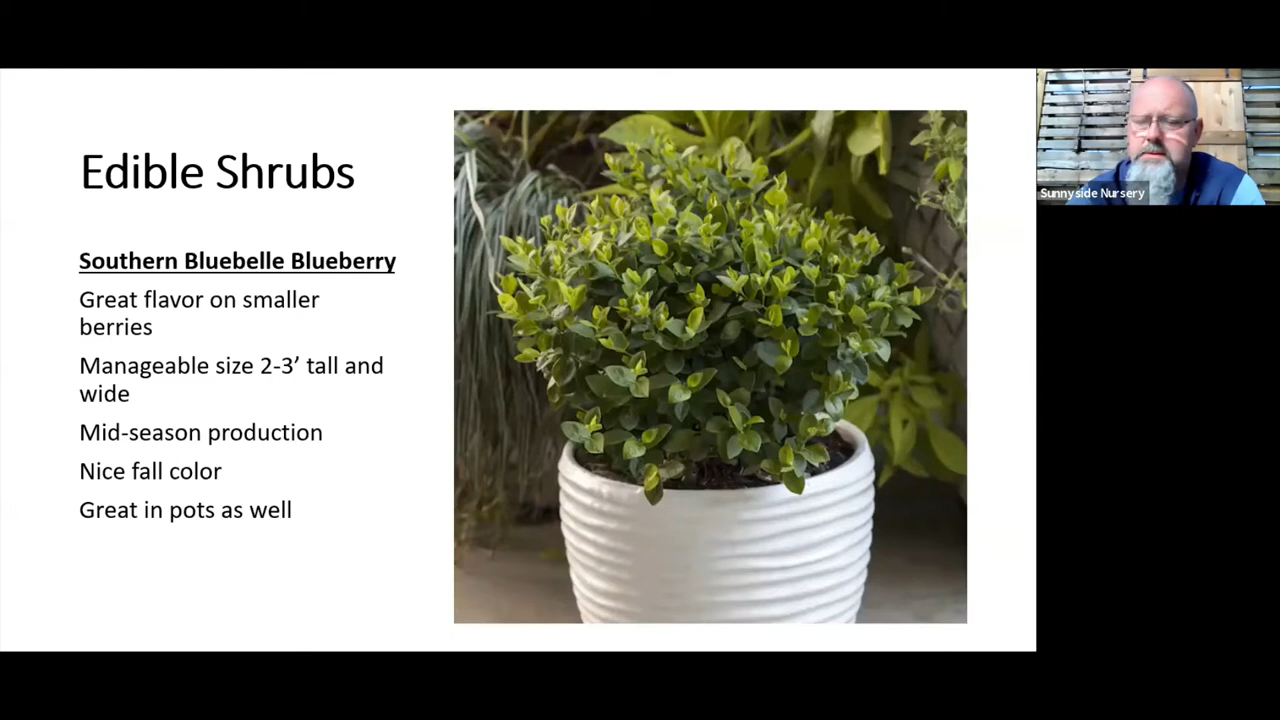 Edible Shrubs
Southern Bluebelle Blueberry
Great flavor on smaller
berries
Manageable size 2-3’ tall and
wide
Mid-season production
Nice fall color
Great in pots as well
Sunnyside Nursery